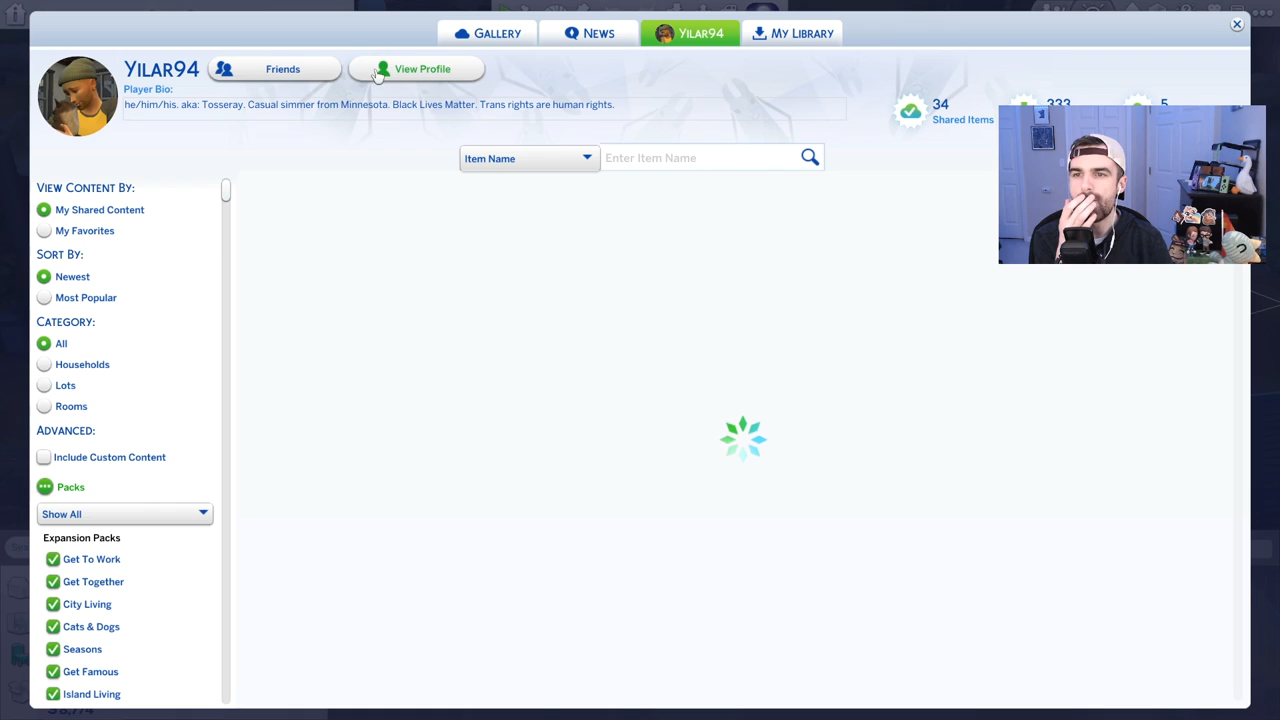 GALLERY
NEWS
YILAR94
MY LIBRARY
YILAR94
Friends
View Profile
Player Bio:
he/him/his. aka: Tosseray. Casual simmer from Minnesota. Black Lives Matter. Trans rights are human rights.
34
Shared Items
333
5
Item Name
Enter Item Name
VIEW CONTENT BY:
My Shared Content
My Favorites
SORT BY:
Newest
Most Popular
CATEGORY:
All
Households
Lots
Rooms
ADVANCED:
Include Custom Content
Packs
Show All
Expansion Packs
Get To Work
Get Together
City Living
Cats & Dogs
Seasons
Get Famous
Island Living